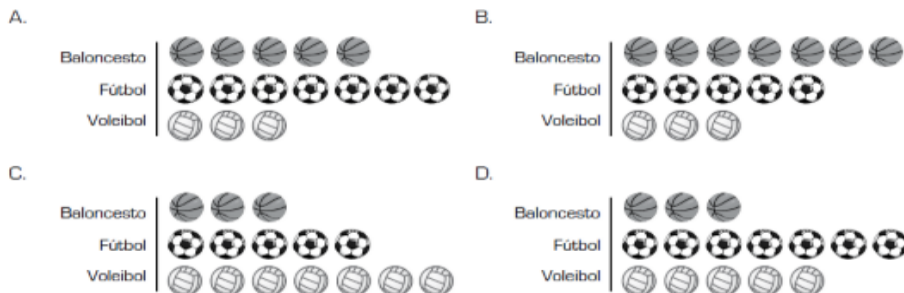 A.
Baloncesto
Fútbol
Voleibol
B.
Baloncesto
Fútbol
Voleibol
C.
Baloncesto
Fútbol
Voleibol
D.
Baloncesto
Fútbol
Voleibol